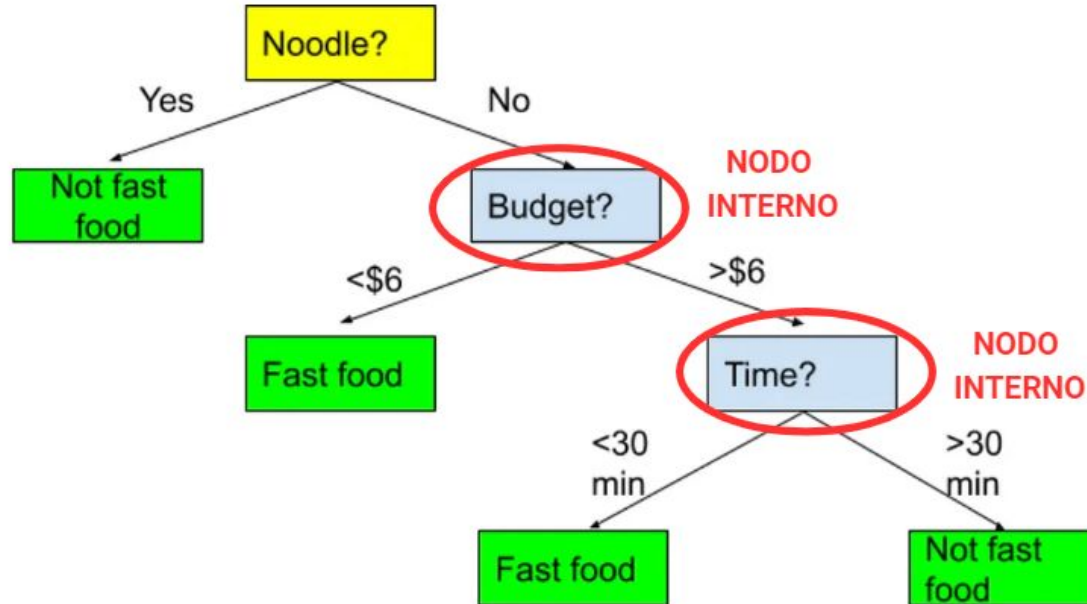 Noodle?
Yes
No
Not fast
food
Budget?
NODO
INTERNO
<$6
>$6
Fast food
Time?
NODO
INTERNO
<30
min
>30
min
Fast food
Not fast
food